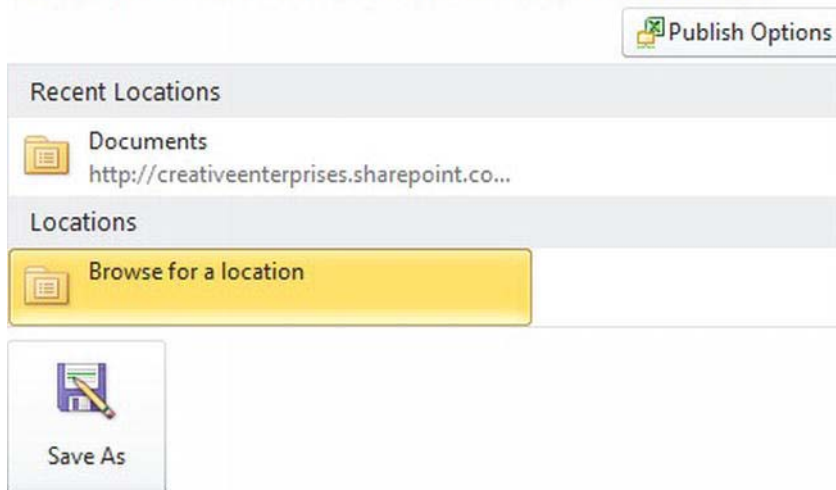 Publish Options
Recent Locations
Documents
http://creativeenterprises.sharepoint.co...
Locations
Browse for a location
Save As